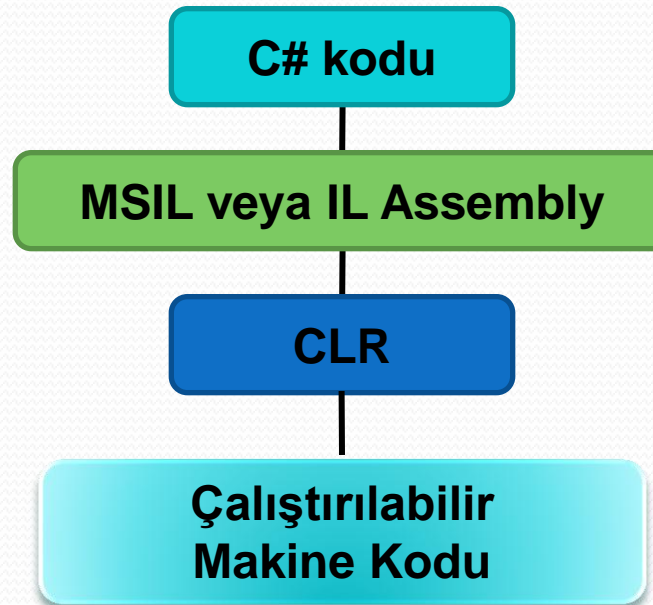 C# kodu
MSIL veya IL Assembly
CLR
Çalıştırılabilir
Makine Kodu